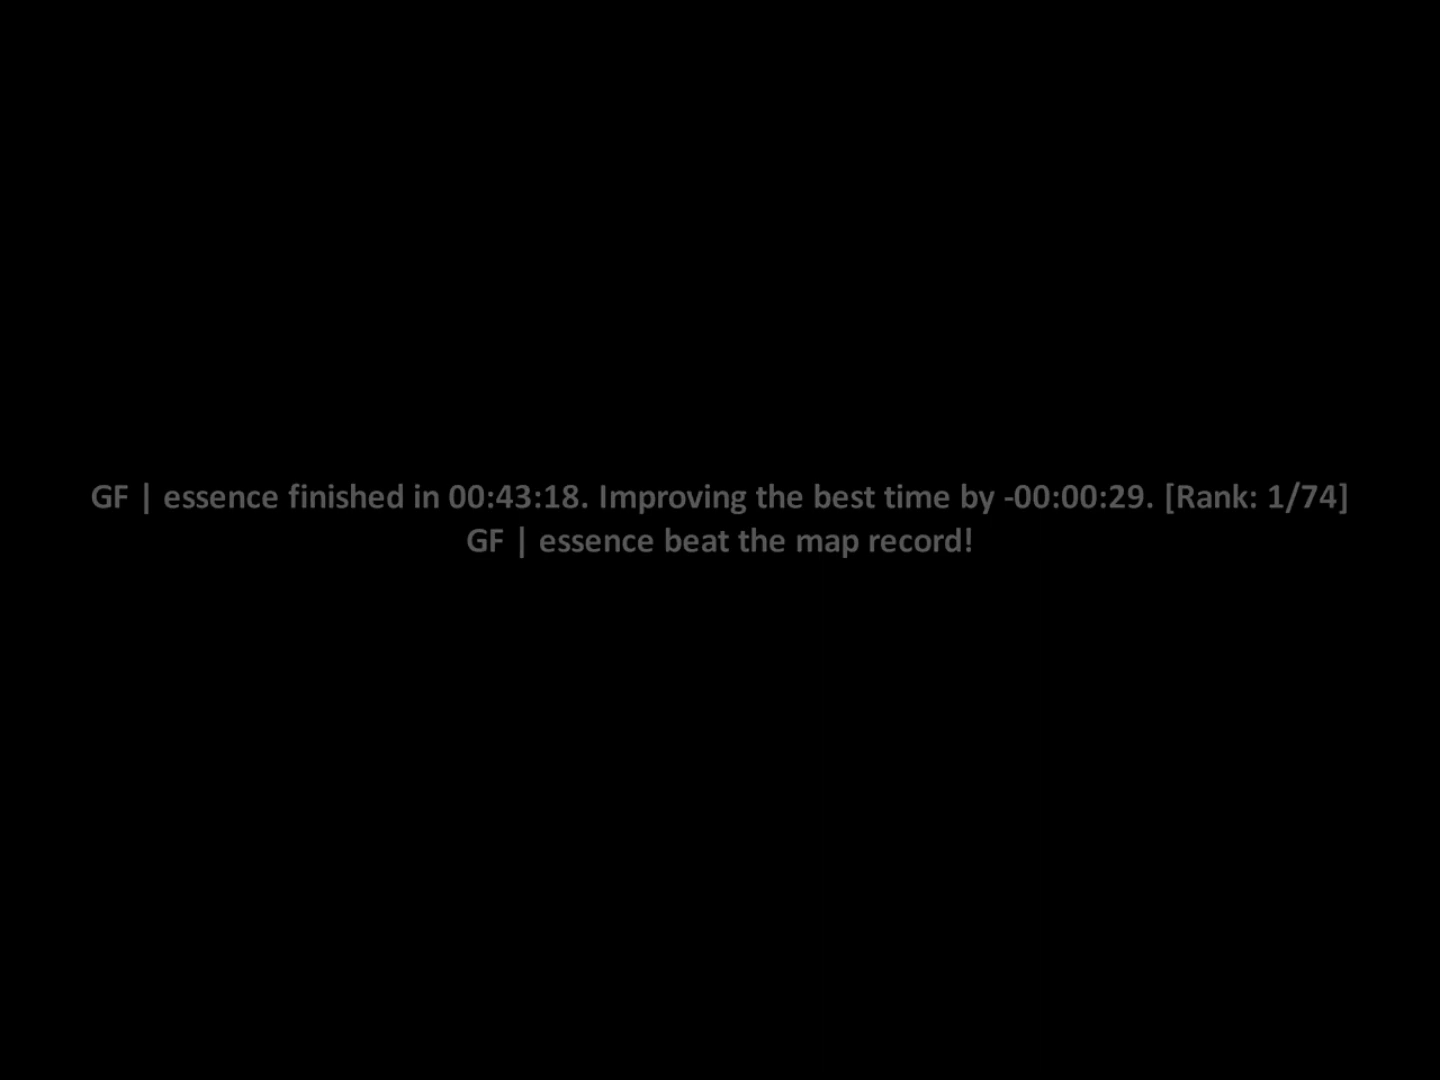 GF | essence finished in 00:43:18. Improving the best time by -00:00:29. [Rank: 1/74]
GF | essence beat the map record!